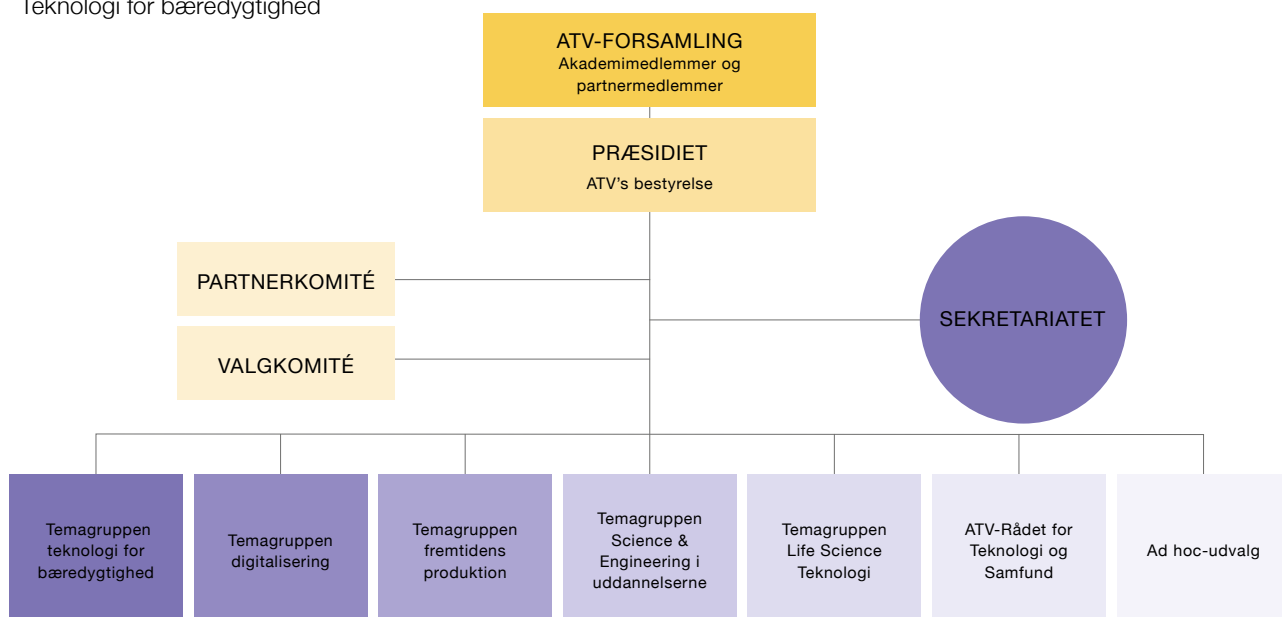 Teknologi for bæredygtighed
ATV-FORSAMLING
Akademimedlemmer og
partnermedlemmer
PRÆSIDIET
ATV's bestyrelse
PARTNERKOMITÉ
SEKRETARIATET
VALGKOMITÉ
Temagruppen
teknologi for
bæredygtighed
Temagruppen
digitalisering
Temagruppen
fremtidens
produktion
Temagruppen
Science &
Engineering i
uddannelserne
Temagruppen
Life Science
Teknologi
ATV-Rådet for
Teknologi og
Samfund
Ad hoc-udvalg